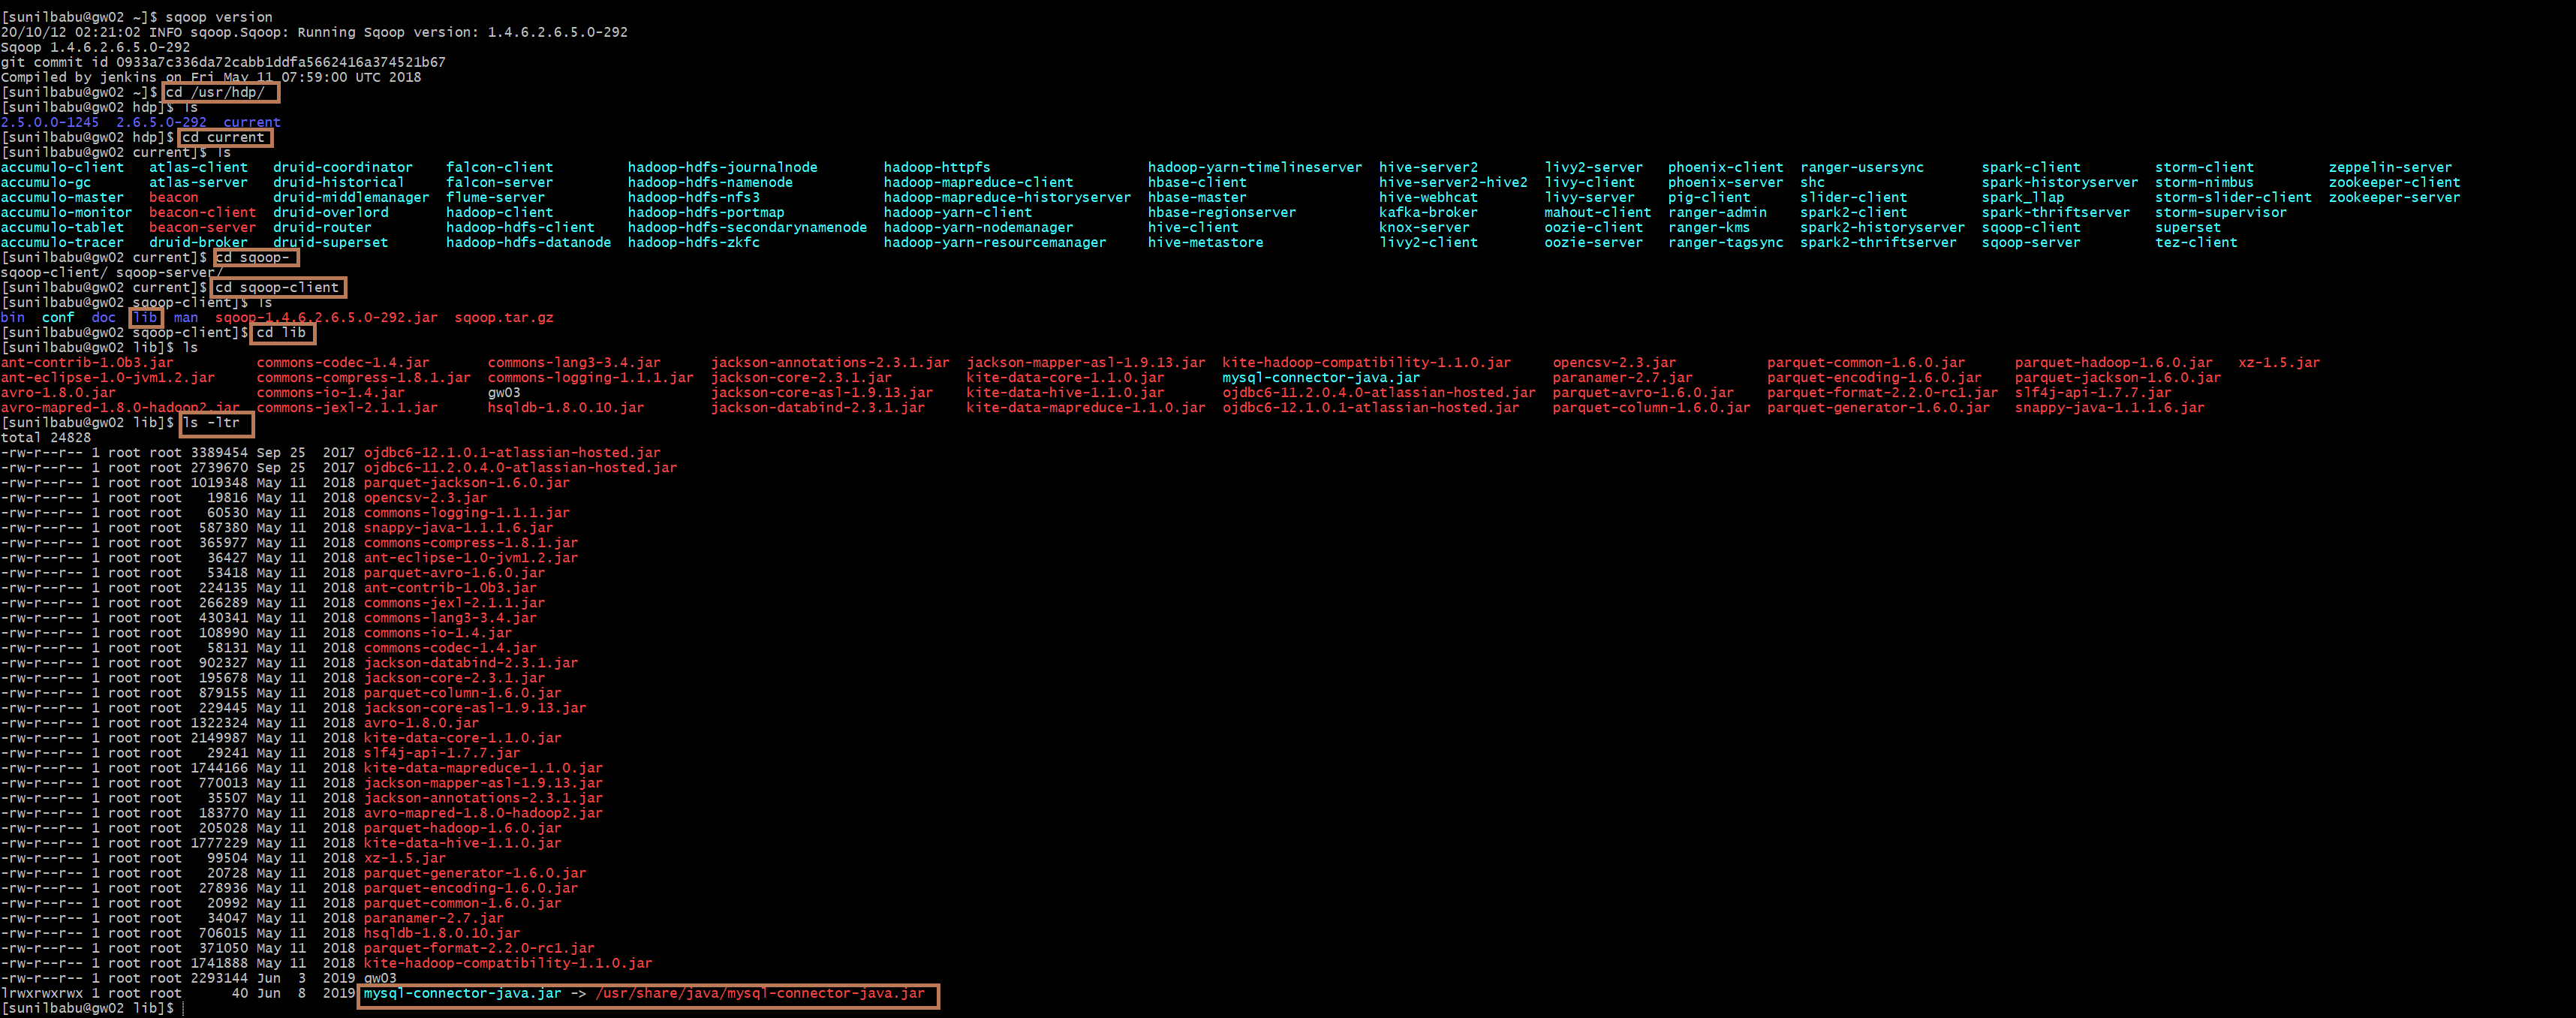 [sunilbabu@gw02 ~]$ sqoop version
20/10/12 02:21:02 INFO sqoop.Sqoop: Running Sqoop version: 1.4.6.2.6.5.0-292
Sqoop 1.4.6.2.6.5.0-292
git commit id 0933a7c336da72cabb1ddfa5662416a374521b67
Compiled by jenkins on Fri May 11 07:59:00 UTC 2018
[sunilbabu@gw02 ~]$ cd /usr/hdp/
[sunilbabu@gw02 hdp]$ ls
2.5.0.0-1245  2.6.5.0-292  current
[sunilbabu@gw02 hdp]$ cd current
[sunilbabu@gw02 current]$ ls
accumulo-client  atlas-client  druid-coordinator  falcon-client  hadoop-hdfs-journalnode  hadoop-httpfs  hadoop-yarn-timelineserver  hive-server2  livy2-server  phoenix-client  ranger-usersync  spark-client  storm-client  zeppelin-server
accumulo-gc  atlas-server  druid-historical  falcon-server  hadoop-hdfs-namenode  hadoop-mapreduce-client  hbase-client  hive-server2-hive2  livy-client  phoenix-server  shc  spark-historyserver  storm-nimbus  zookeeper-client
accumulo-master  beacon  druid-middlemanager  flume-server  hadoop-hdfs-nfs3  hadoop-mapreduce-historyserver  hbase-master  hive-webhcat  livy-server  pig-client  slider-client  spark_llap  storm-slider-client  zookeeper-server
accumulo-monitor  beacon-client  druid-overlord  hadoop-client  hadoop-hdfs-portmap  hadoop-yarn-client  hbase-regionserver  kafka-broker  mahout-client  ranger-admin  spark2-client  spark-thriftserver  storm-supervisor
accumulo-tablet  beacon-server  druid-router  hadoop-hdfs-client  hadoop-hdfs-secondarynamenode  hadoop-yarn-nodemanager  hive-client  knox-server  oozie-client  ranger-kms  spark2-historyserver  sqoop-client  superset
accumulo-tracer  druid-broker  druid-superset  hadoop-hdfs-datanode  hadoop-hdfs-zkfc  hadoop-yarn-resourcemanager  hive-metastore  livy2-client  oozie-server  ranger-tagsync  spark2-thriftserver  sqoop-server  tez-client
[sunilbabu@gw02 current]$ cd sqoop-
sqoop-client/ sqoop-server/
[sunilbabu@gw02 current]$ cd sqoop-client
[sunilbabu@gw02 sqoop-client]$ ls
bin  conf  doc  lib  man  sqoop-1.4.6.2.6.5.0-292.jar  sqoop.tar.gz
[sunilbabu@gw02 sqoop-client]$ cd lib
[sunilbabu@gw02 lib]$ ls
ant-contrib-1.0b3.jar  commons-codec-1.4.jar  commons-lang3-3.4.jar  jackson-annotations-2.3.1.jar  jackson-mapper-asl-1.9.13.jar  kite-hadoop-compatibility-1.1.0.jar  opencsv-2.3.jar  parquet-common-1.6.0.jar  parquet-hadoop-1.6.0.jar  xz-1.5.jar
ant-eclipse-1.0-jvm1.2.jar  commons-compress-1.8.1.jar  commons-logging-1.1.1.jar  jackson-core-2.3.1.jar  kite-data-core-1.1.0.jar  mysql-connector-java.jar  paranamer-2.7.jar  parquet-encoding-1.6.0.jar  parquet-jackson-1.6.0.jar
avro-1.8.0.jar  commons-io-1.4.jar  gw03  jackson-core-asl-1.9.13.jar  kite-data-hive-1.1.0.jar  ojdbc6-11.2.0.4.0-atlassian-hosted.jar  parquet-avro-1.6.0.jar  parquet-format-2.2.0-rc1.jar  slf4j-api-1.7.7.jar
avro-mapred-1.8.0-hadoop2.jar  commons-jexl-2.1.1.jar  hsqldb-1.8.0.10.jar  jackson-databind-2.3.1.jar  kite-data-mapreduce-1.1.0.jar  ojdbc6-12.1.0.1-atlassian-hosted.jar  parquet-column-1.6.0.jar  parquet-generator-1.6.0.jar  snappy-java-1.1.1.6.jar
[sunilbabu@gw02 lib]$ ls -ltr
total 24828
-rw-r--r-- 1 root root 3389454 Sep 25  2017 ojdbc6-12.1.0.1-atlassian-hosted.jar
-rw-r--r-- 1 root root 2739670 Sep 25  2017 ojdbc6-11.2.0.4.0-atlassian-hosted.jar
-rw-r--r-- 1 root root 1019348 May 11  2018 parquet-jackson-1.6.0.jar
-rw-r--r-- 1 root root   19816 May 11  2018 opencsv-2.3.jar
-rw-r--r-- 1 root root   60530 May 11  2018 commons-logging-1.1.1.jar
-rw-r--r-- 1 root root  587380 May 11  2018 snappy-java-1.1.1.6.jar
-rw-r--r-- 1 root root  365977 May 11  2018 commons-compress-1.8.1.jar
-rw-r--r-- 1 root root   36427 May 11  2018 ant-eclipse-1.0-jvm1.2.jar
-rw-r--r-- 1 root root   53418 May 11  2018 parquet-avro-1.6.0.jar
-rw-r--r-- 1 root root  224135 May 11  2018 ant-contrib-1.0b3.jar
-rw-r--r-- 1 root root  266289 May 11  2018 commons-jexl-2.1.1.jar
-rw-r--r-- 1 root root  430341 May 11  2018 commons-lang3-3.4.jar
-rw-r--r-- 1 root root  108990 May 11  2018 commons-io-1.4.jar
-rw-r--r-- 1 root root   58131 May 11  2018 commons-codec-1.4.jar
-rw-r--r-- 1 root root  902327 May 11  2018 jackson-databind-2.3.1.jar
-rw-r--r-- 1 root root  195678 May 11  2018 jackson-core-2.3.1.jar
-rw-r--r-- 1 root root  879155 May 11  2018 parquet-column-1.6.0.jar
-rw-r--r-- 1 root root  229445 May 11  2018 jackson-core-asl-1.9.13.jar
-rw-r--r-- 1 root root 1322324 May 11  2018 avro-1.8.0.jar
-rw-r--r-- 1 root root 2149987 May 11  2018 kite-data-core-1.1.0.jar
-rw-r--r-- 1 root root   29241 May 11  2018 slf4j-api-1.7.7.jar
-rw-r--r-- 1 root root 1744166 May 11  2018 kite-data-mapreduce-1.1.0.jar
-rw-r--r-- 1 root root  770013 May 11  2018 jackson-mapper-asl-1.9.13.jar
-rw-r--r-- 1 root root   35507 May 11  2018 jackson-annotations-2.3.1.jar
-rw-r--r-- 1 root root  183770 May 11  2018 avro-mapred-1.8.0-hadoop2.jar
-rw-r--r-- 1 root root  205028 May 11  2018 parquet-hadoop-1.6.0.jar
-rw-r--r-- 1 root root 1777229 May 11  2018 kite-data-hive-1.1.0.jar
-rw-r--r-- 1 root root   99504 May 11  2018 xz-1.5.jar
-rw-r--r-- 1 root root   20728 May 11  2018 parquet-generator-1.6.0.jar
-rw-r--r-- 1 root root  278936 May 11  2018 parquet-encoding-1.6.0.jar
-rw-r--r-- 1 root root   20992 May 11  2018 parquet-common-1.6.0.jar
-rw-r--r-- 1 root root   34047 May 11  2018 paranamer-2.7.jar
-rw-r--r-- 1 root root  706015 May 11  2018 hsqldb-1.8.0.10.jar
-rw-r--r-- 1 root root  371050 May 11  2018 parquet-format-2.2.0-rc1.jar
-rw-r--r-- 1 root root 1741888 May 11  2018 kite-hadoop-compatibility-1.1.0.jar
-rw-r--r-- 1 root root 2293144 Jun  3  2019 gw03
lrwxrwxrwx 1 root root      40 Jun  8  2019 mysql-connector-java.jar -> /usr/share/java/mysql-connector-java.jar
[sunilbabu@gw02 lib]$